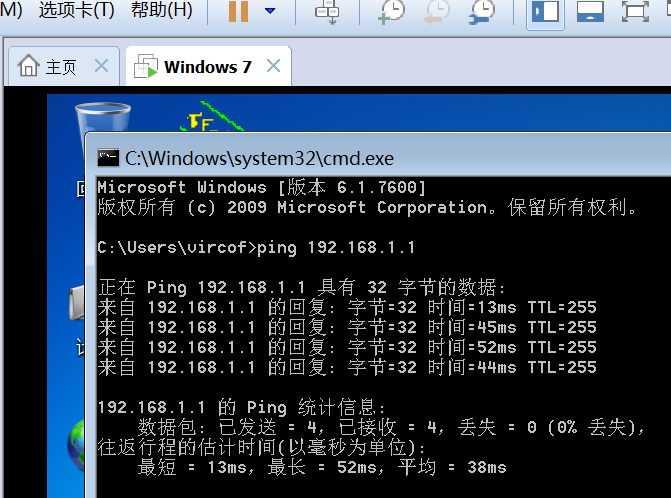 M) 选项卡(T) 帮助(H)
主页
Windows 7
C:\Windows\system32\cmd.exe
Microsoft Windows [版本 6.1.7600]
版权所有 (c) 2009 Microsoft Corporation。保留所有权利。
C:\Users\vircof>ping 192.168.1.1
正在 Ping 192.168.1.1 具有 32 字节的数据:
来自 192.168.1.1 的回复: 字节=32 时间=13ms TTL=255
来自 192.168.1.1 的回复: 字节=32 时间=45ms TTL=255
来自 192.168.1.1 的回复: 字节=32 时间=52ms TTL=255
来自 192.168.1.1 的回复: 字节=32 时间=44ms TTL=255
192.168.1.1 的 Ping 统计信息:
数据包: 已发送 = 4，已接收 = 4，丢失 = 0 (0% 丢失)，
往返行程的估计时间(以毫秒为单位):
最短 = 13ms，最长 = 52ms，平均 = 38ms